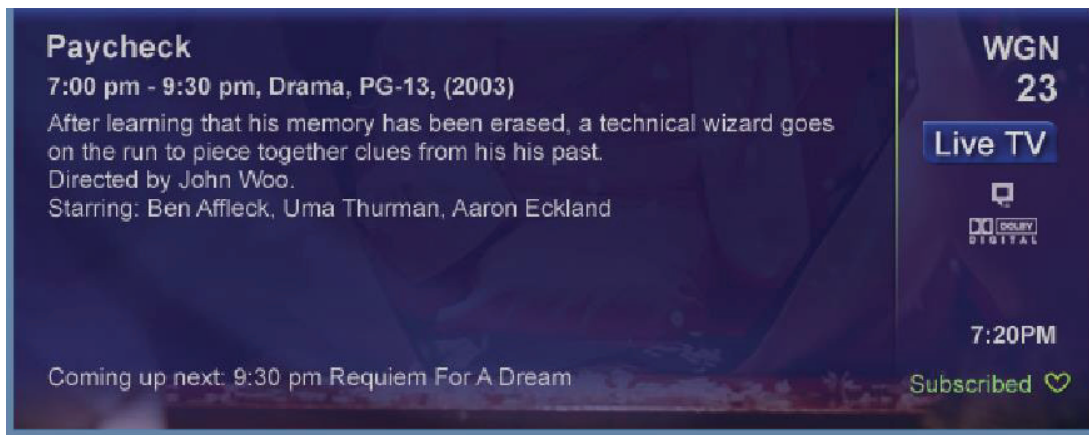 Paycheck
7:00 pm - 9:30 pm, Drama, PG-13, (2003)
After learning that his memory has been erased, a technical wizard goes
on the run to piece together clues from his his past.
Directed by John Woo.
Starring: Ben Affleck, Uma Thurman, Aaron Eckland
Coming up next: 9:30 pm Requiem For A Dream
WGN
23
Live TV
DOLBY
DIGITAL
7:20PM
Subscribed